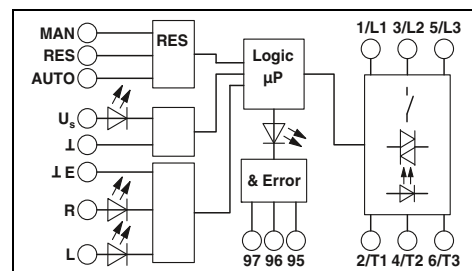 MAN
RES
AUTO
RES
Us
⊥
⊥ E
R
L
Logic
µP
& Error
97 96 95
1/L1 3/L2 5/L3
2/T1 4/T2 6/T3